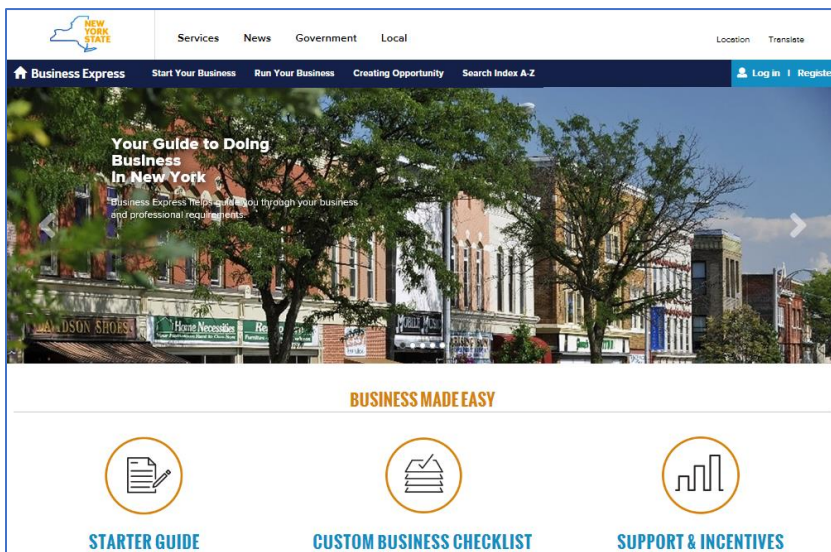 NEW
YORK
STATE
Services News Government Local
Location Translate
Business Express Start Your Business Run Your Business Creating Opportunity Search Index A-Z Log in | Register
Your Guide to Doing
Business
In New York
Business Express helps guide you through your business
and professional requirements.
SHOES
Home Necessities
BUSINESS MADE EASY
STARTER GUIDE CUSTOM BUSINESS CHECKLIST SUPPORT & INCENTIVES